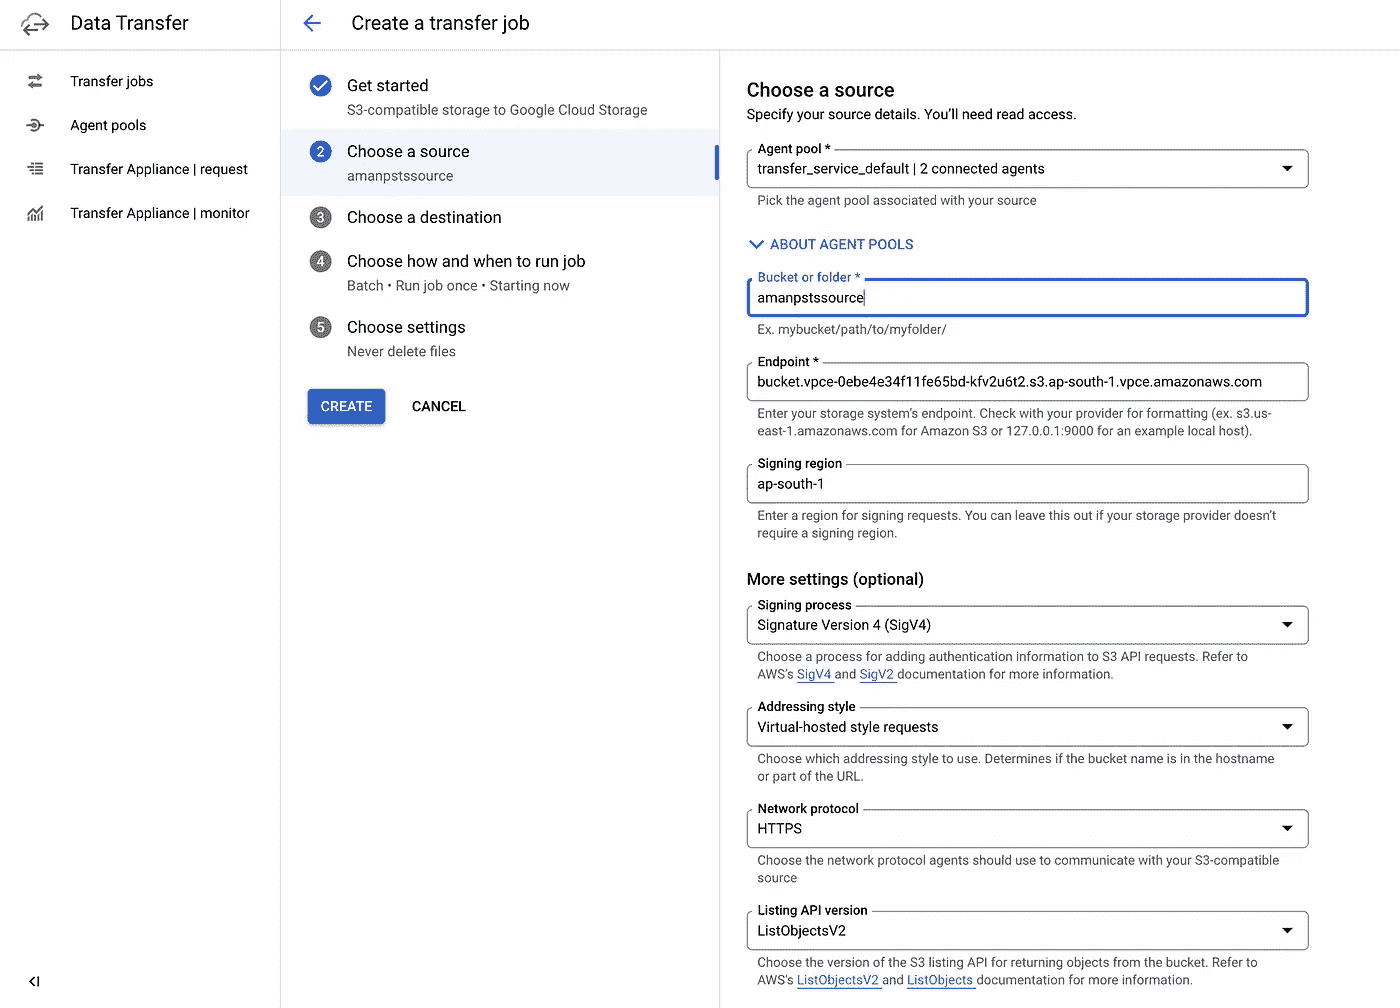 Data Transfer
Create a transfer job
Transfer jobs
Agent pools
Transfer Appliance | request
Transfer Appliance | monitor
Get started
S3-compatible storage to Google Cloud Storage
2
Choose a source
amanpstssource
3
Choose a destination
4
Choose how and when to run job
Batch • Run job once • Starting now
5
Choose settings
Never delete files
CREATE
CANCEL
Choose a source
Specify your source details. You'll need read access.
Agent pool *
transfer_service_default | 2 connected agents
Pick the agent pool associated with your source
ABOUT AGENT POOLS
Bucket or folder *
amanpstssource
Ex. mybucket/path/to/myfolder/
Endpoint *
bucket.vpce-0ebe4e34f11fe65bd-kfv2u6t2.s3.ap-south-1.vpce.amazonaws.com
Enter your storage system's endpoint. Check with your provider for formatting (ex. s3.us-
east-1.amazonaws.com for Amazon S3 or 127.0.0.1:9000 for an example local host).
Signing region
ap-south-1
Enter a region for signing requests. You can leave this out if your storage provider doesn't
require a signing region.
More settings (optional)
Signing process
Signature Version 4 (SigV4)
Choose a process for adding authentication information to S3 API requests. Refer to
AWS's SigV4 and SigV2 documentation for more information.
Addressing style
Virtual-hosted style requests
Choose which addressing style to use. Determines if the bucket name is in the hostname
or part of the URL.
Network protocol
HTTPS
Choose the network protocol agents should use to communicate with your S3-compatible
source
Listing API version
ListObjectsV2
Choose the version of the S3 listing API for returning objects from the bucket. Refer to
AWS's ListObjectsV2 and ListObjects documentation for more information.